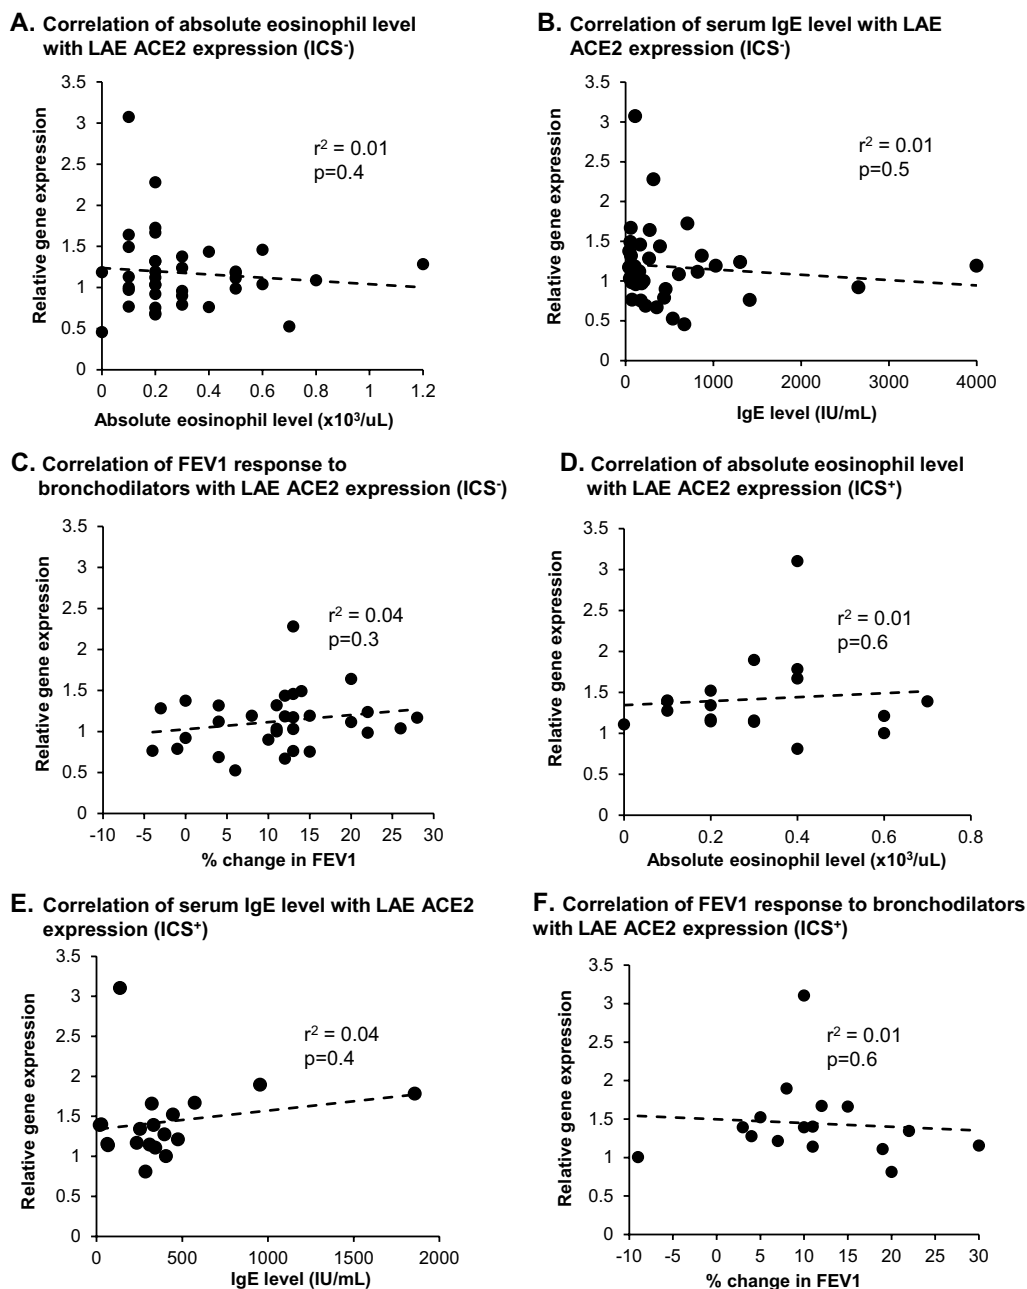 A. Correlation of absolute eosinophil level
with LAE ACE2 expression (ICS⁻)
3.5
3
2.5
2
1.5
1
0.5
0
Relative gene expression
r² = 0.01
p=0.4
0 0.2 0.4 0.6 0.8 1 1.2
Absolute eosinophil level (x10³/uL)
B. Correlation of serum IgE level with LAE
ACE2 expression (ICS⁻)
3.5
3
2.5
2
1.5
1
0.5
0
Relative gene expression
r² = 0.01
p=0.5
0 1000 2000 3000 4000
IgE level (IU/mL)
C. Correlation of FEV1 response to
bronchodilators with LAE ACE2 expression (ICS⁻)
3.5
3
2.5
2
1.5
1
0.5
0
Relative gene expression
r² = 0.04
p=0.3
-10 -5 0 5 10 15 20 25 30
% change in FEV1
D. Correlation of absolute eosinophil level
with LAE ACE2 expression (ICS⁺)
3.5
3
2.5
2
1.5
1
0.5
0
Relative gene expression
r² = 0.01
p=0.6
0 0.2 0.4 0.6 0.8
Absolute eosinophil level (x10³/uL)
E. Correlation of serum IgE level with LAE ACE2
expression (ICS⁺)
3.5
3
2.5
2
1.5
1
0.5
0
Relative gene expression
r² = 0.04
p=0.4
0 500 1000 1500 2000
IgE level (IU/mL)
F. Correlation of FEV1 response to bronchodilators
with LAE ACE2 expression (ICS⁺)
3.5
3
2.5
2
1.5
1
0.5
0
Relative gene expression
r² = 0.01
p=0.6
-10 -5 0 5 10 15 20 25 30
% change in FEV1